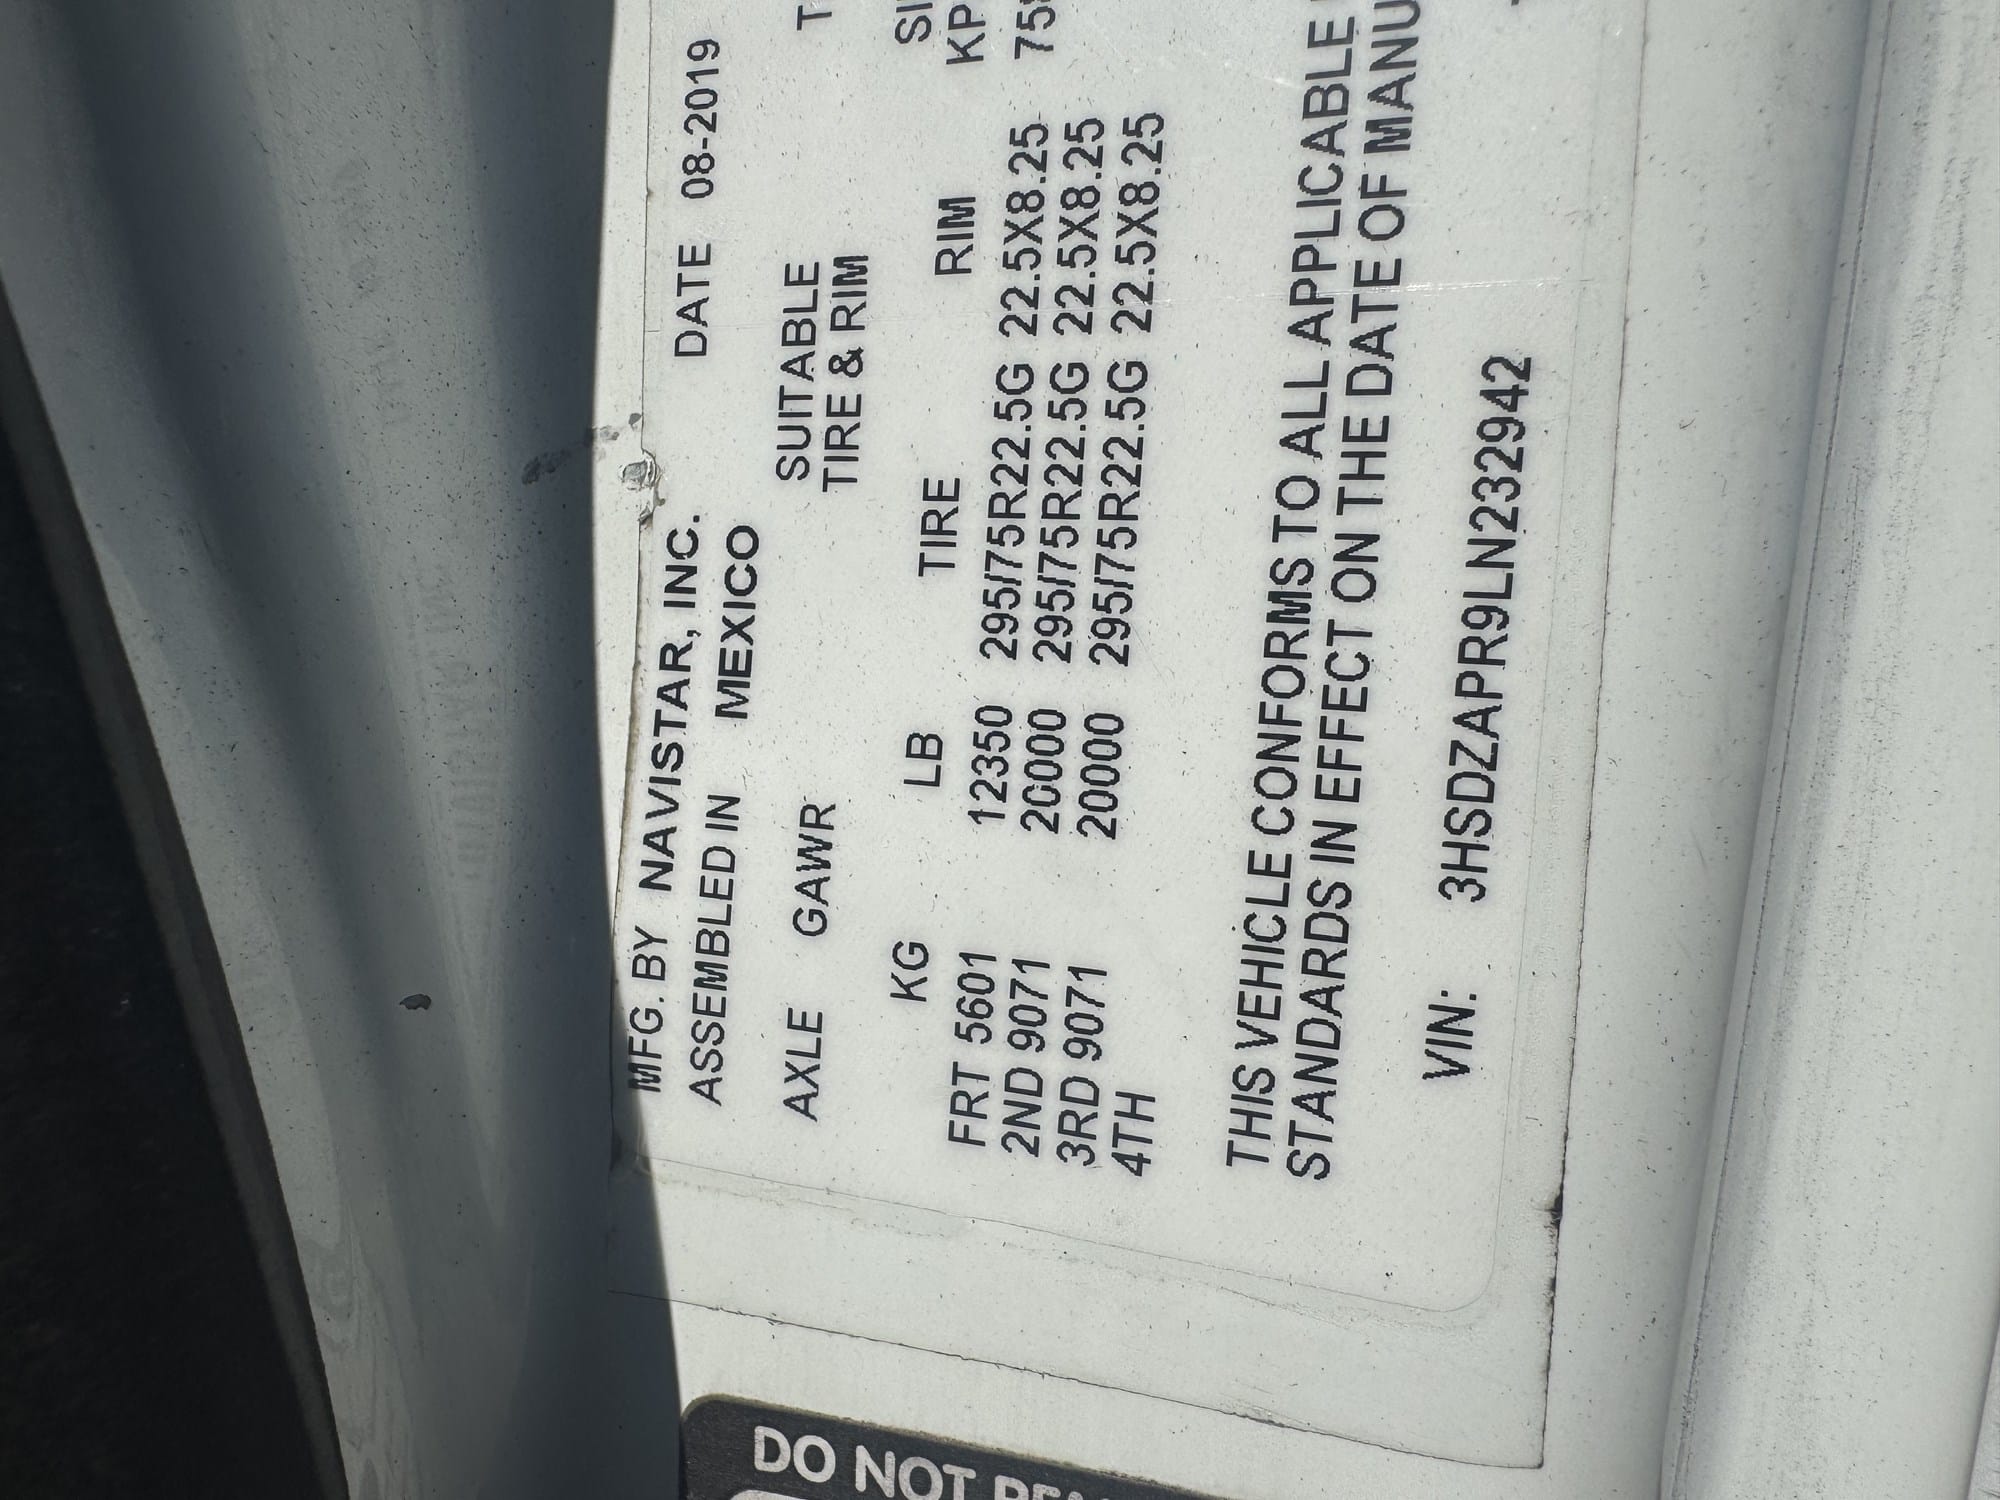 MFG. BY NAVISTAR, INC. DATE 08-2019
ASSEMBLED IN MEXICO
AXLE GAWR SUITABLE
TIRE & RIM
KG LB TIRE RIM
FRT 5601 12350 295/75R22.5G 22.5X8.25
2ND 9071 20000 295/75R22.5G 22.5X8.25
3RD 9071 20000 295/75R22.5G 22.5X8.25
4TH
THIS VEHICLE CONFORMS TO ALL APPLICABLE
STANDARDS IN EFFECT ON THE DATE OF MANU
VIN: 3HSDZAPR9LN232942
DO NOT